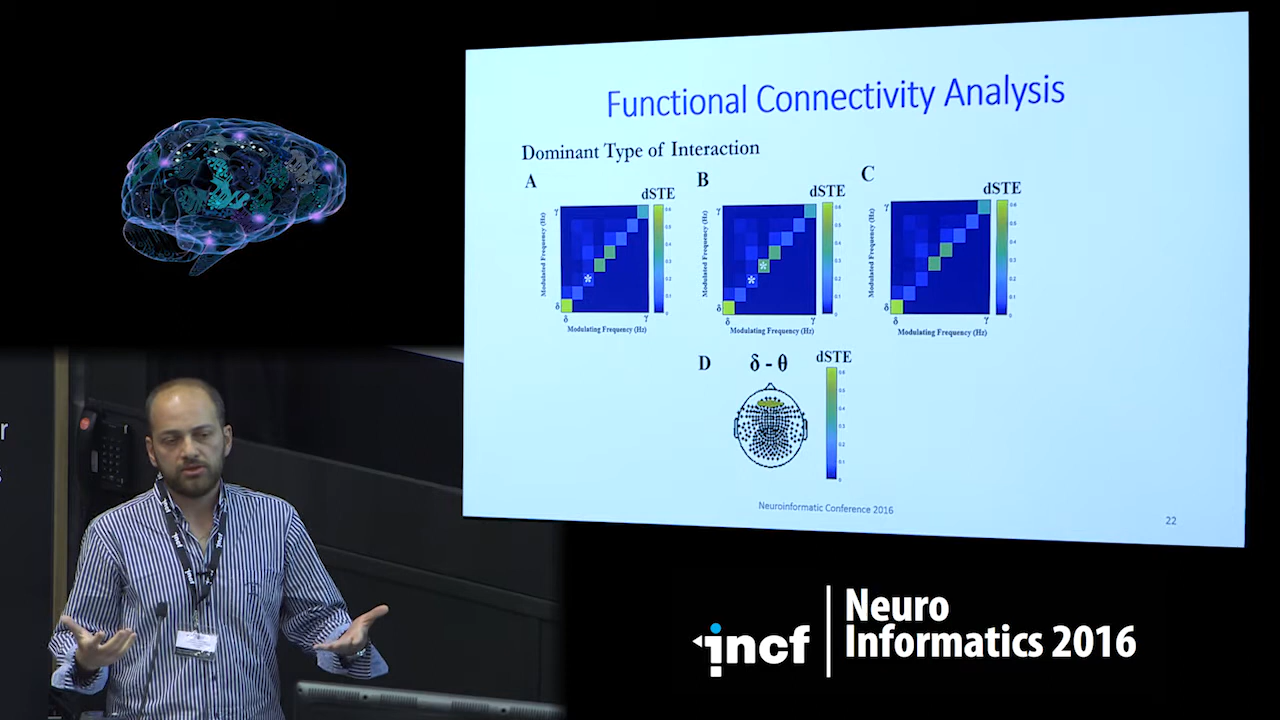 Functional Connectivity Analysis
Dominant Type of Interaction
A
B
C
dSTE
dSTE
dSTE
Modulated Frequency (Hz)
Modulated Frequency (Hz)
Modulated Frequency (Hz)
γ
γ
γ
*
*
*
δ
δ
δ
δ
γ
δ
γ
δ
γ
Modulating Frequency (Hz)
Modulating Frequency (Hz)
Modulating Frequency (Hz)
D
δ - θ
dSTE
Neuroinformatic Conference 2016
22
r
s
incf
Neuro
Informatics 2016